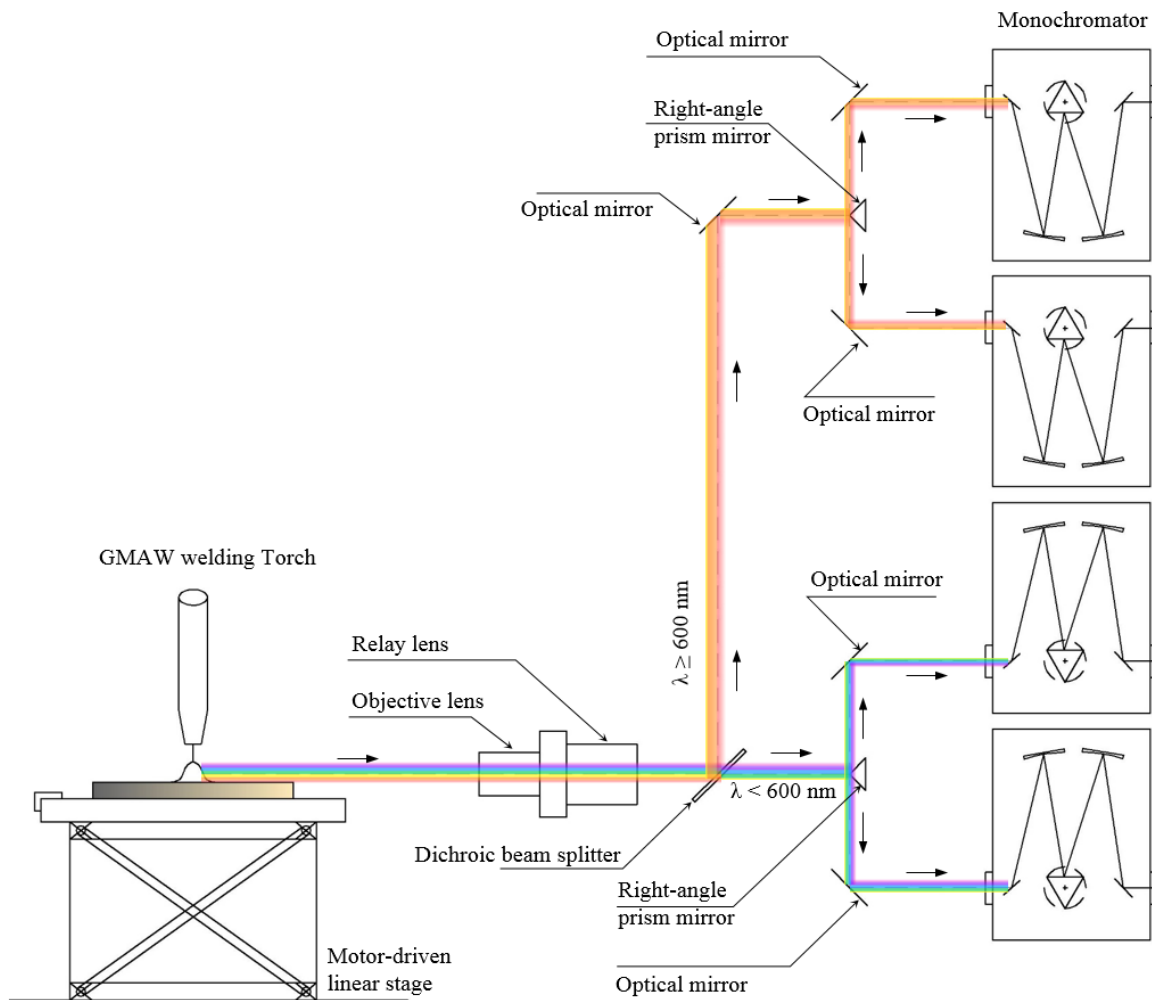 Monochromator
Optical mirror
Right-angle
prism mirror
Optical mirror
Optical mirror
GMAW welding Torch
Optical mirror
λ ≥ 600 nm
Relay lens
Objective lens
λ < 600 nm
Dichroic beam splitter
Right-angle
prism mirror
Motor-driven
linear stage
Optical mirror